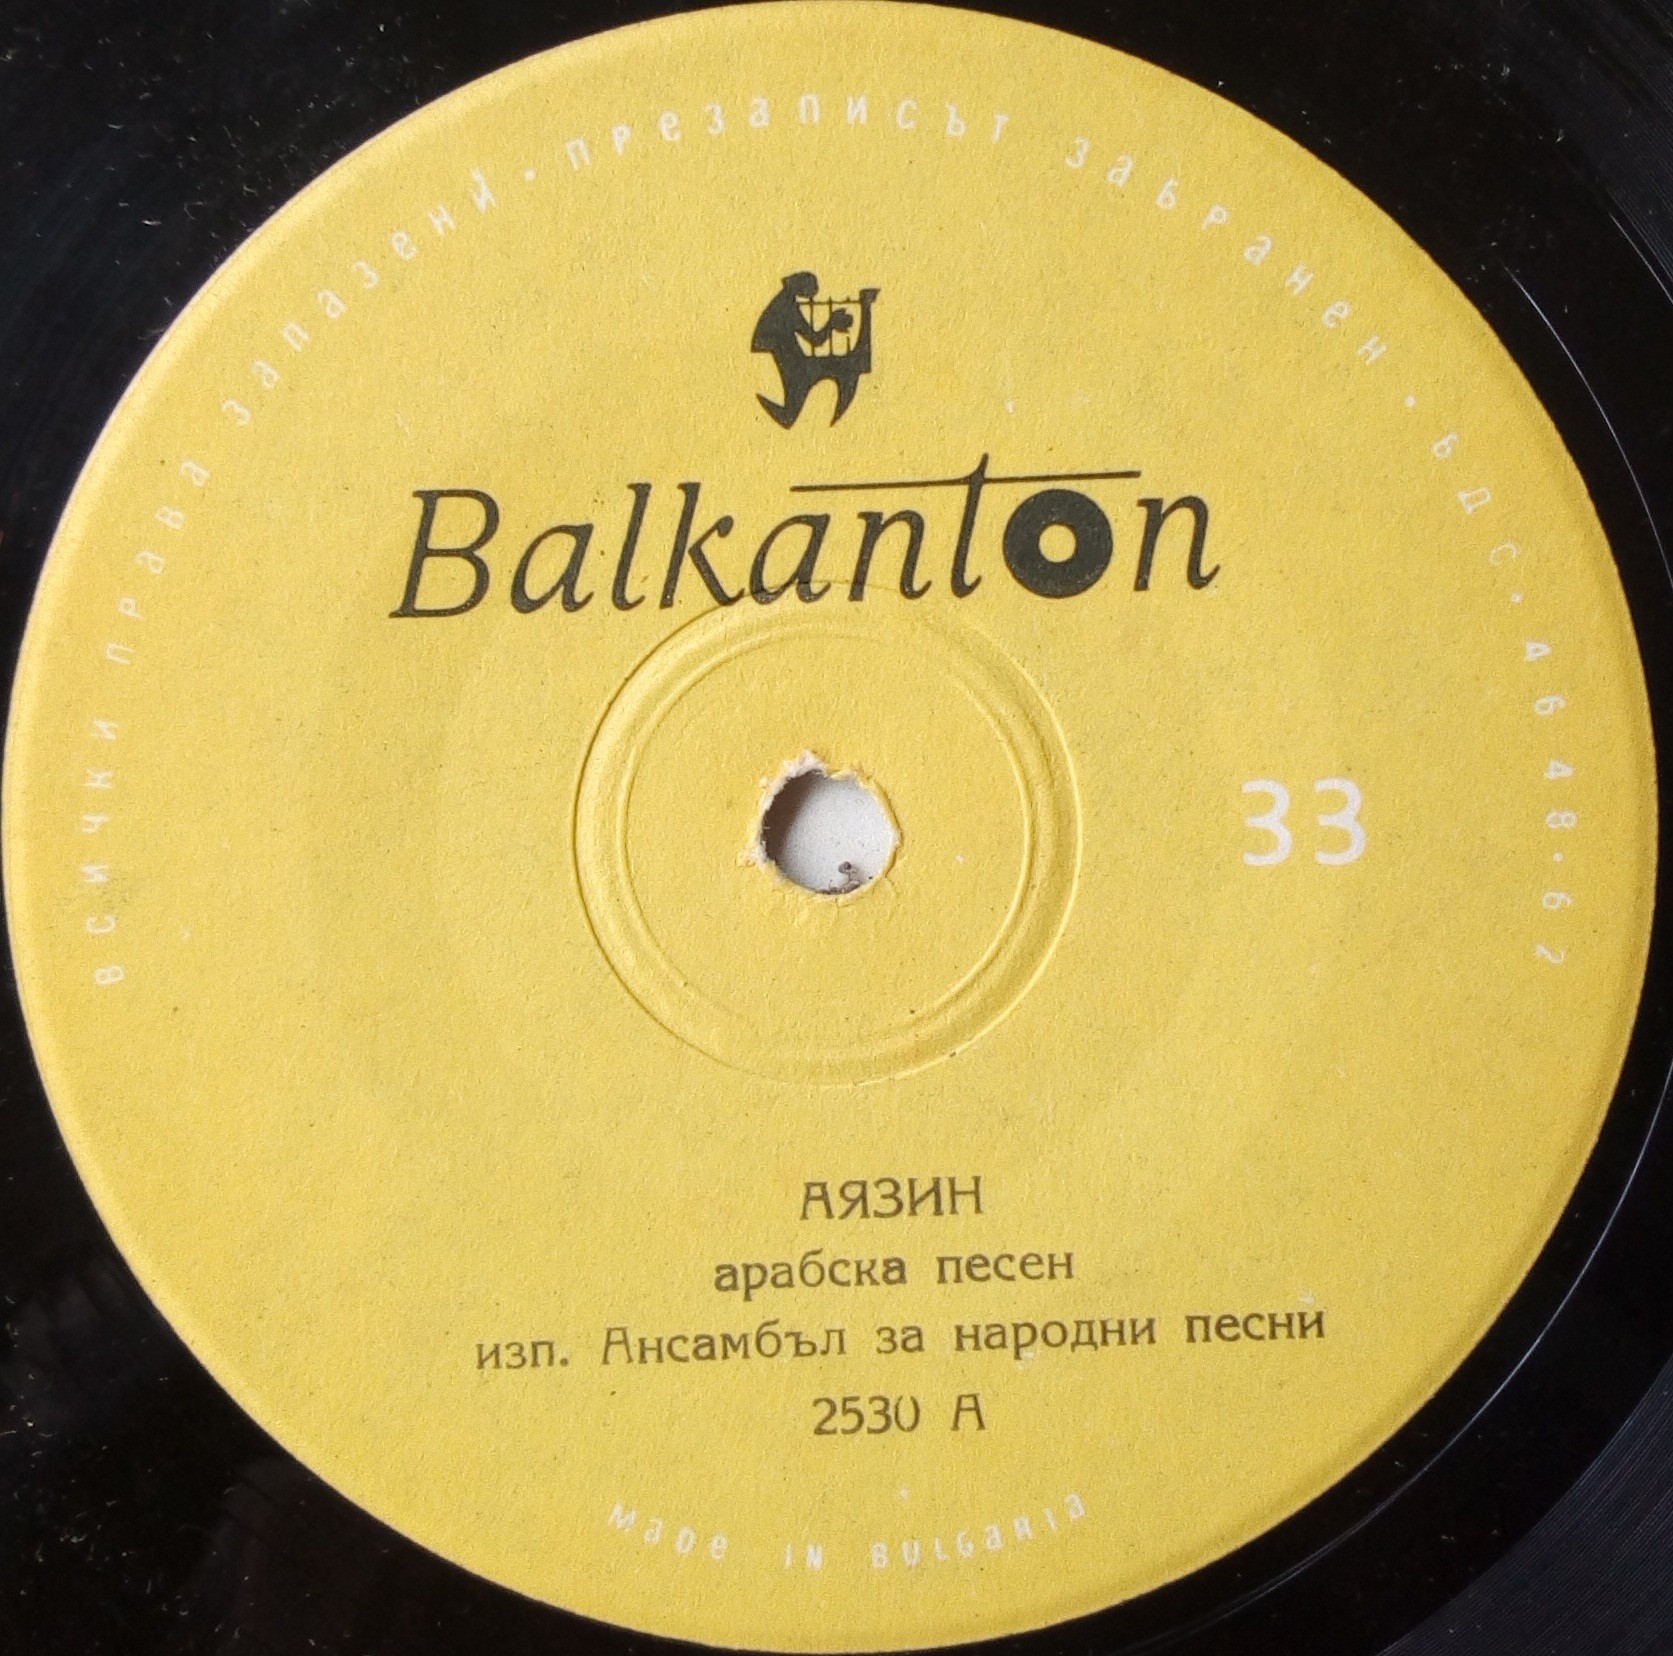 ВСИЧКИ ПРАВА ЗАПАЗЕНИ · ПРЕЗАПИСЪТ ЗАБРАНЕН · БДС · 4648·62
Balkanton
33
АЯЗИН
арабска песен
изп. Ансамбъл за народни песни
2530 А
MADE IN BULGARIA